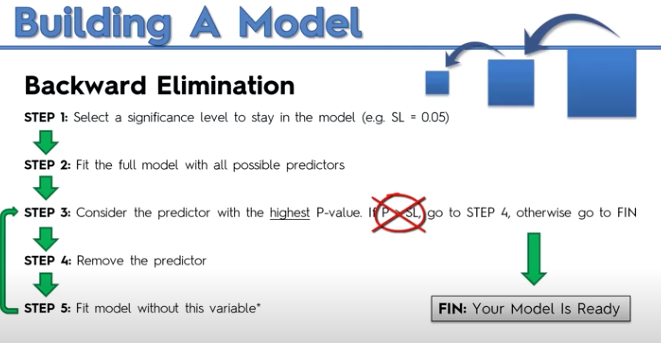 Building A Model
Backward Elimination
STEP 1: Select a significance level to stay in the model (e.g. SL = 0.05)
STEP 2: Fit the full model with all possible predictors
STEP 3: Consider the predictor with the highest P-value. If P > SL, go to STEP 4, otherwise go to FIN
STEP 4: Remove the predictor
STEP 5: Fit model without this variable*
FIN: Your Model Is Ready